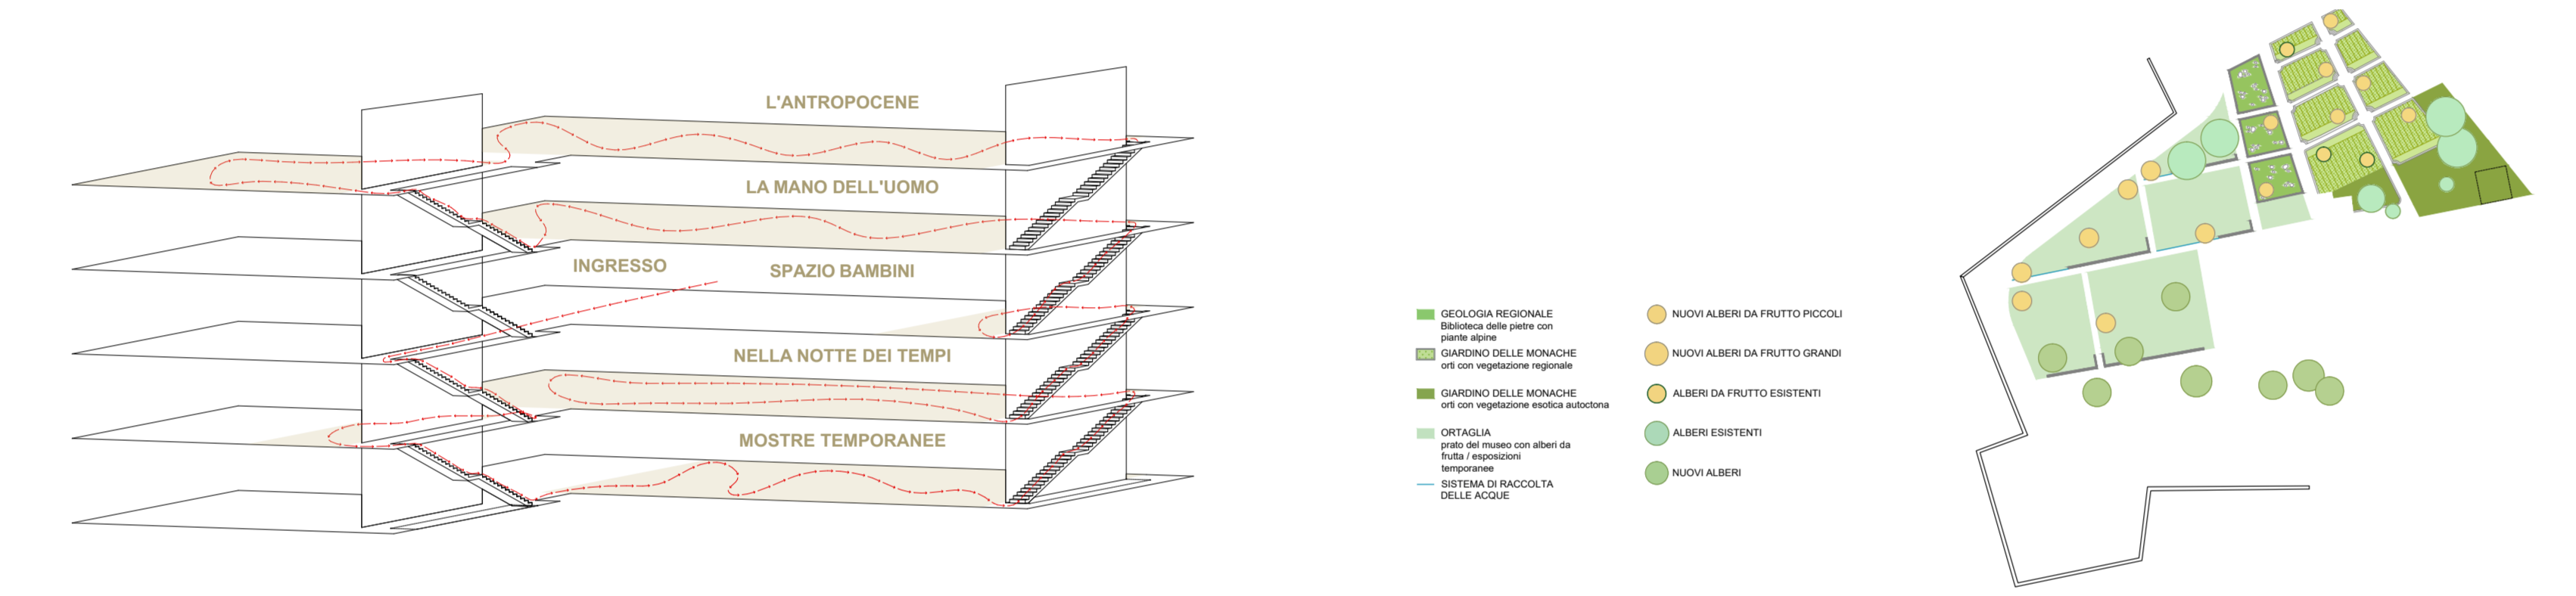 L'ANTROPOCENE
LA MANO DELL'UOMO
INGRESSO
SPAZIO BAMBINI
NELLA NOTTE DEI TEMPI
MOSTRE TEMPORANEE
GEOLOGIA REGIONALE
Biblioteca delle pietre con
piante alpine
GIARDINO DELLE MONACHE
orti con vegetazione regionale
GIARDINO DELLE MONACHE
orti con vegetazione esotica autoctona
ORTAGLIA
prato del museo con alberi da
frutta / esposizioni
temporanee
SISTEMA DI RACCOLTA
DELLE ACQUE
NUOVI ALBERI DA FRUTTO PICCOLI
NUOVI ALBERI DA FRUTTO GRANDI
ALBERI DA FRUTTO ESISTENTI
ALBERI ESISTENTI
NUOVI ALBERI